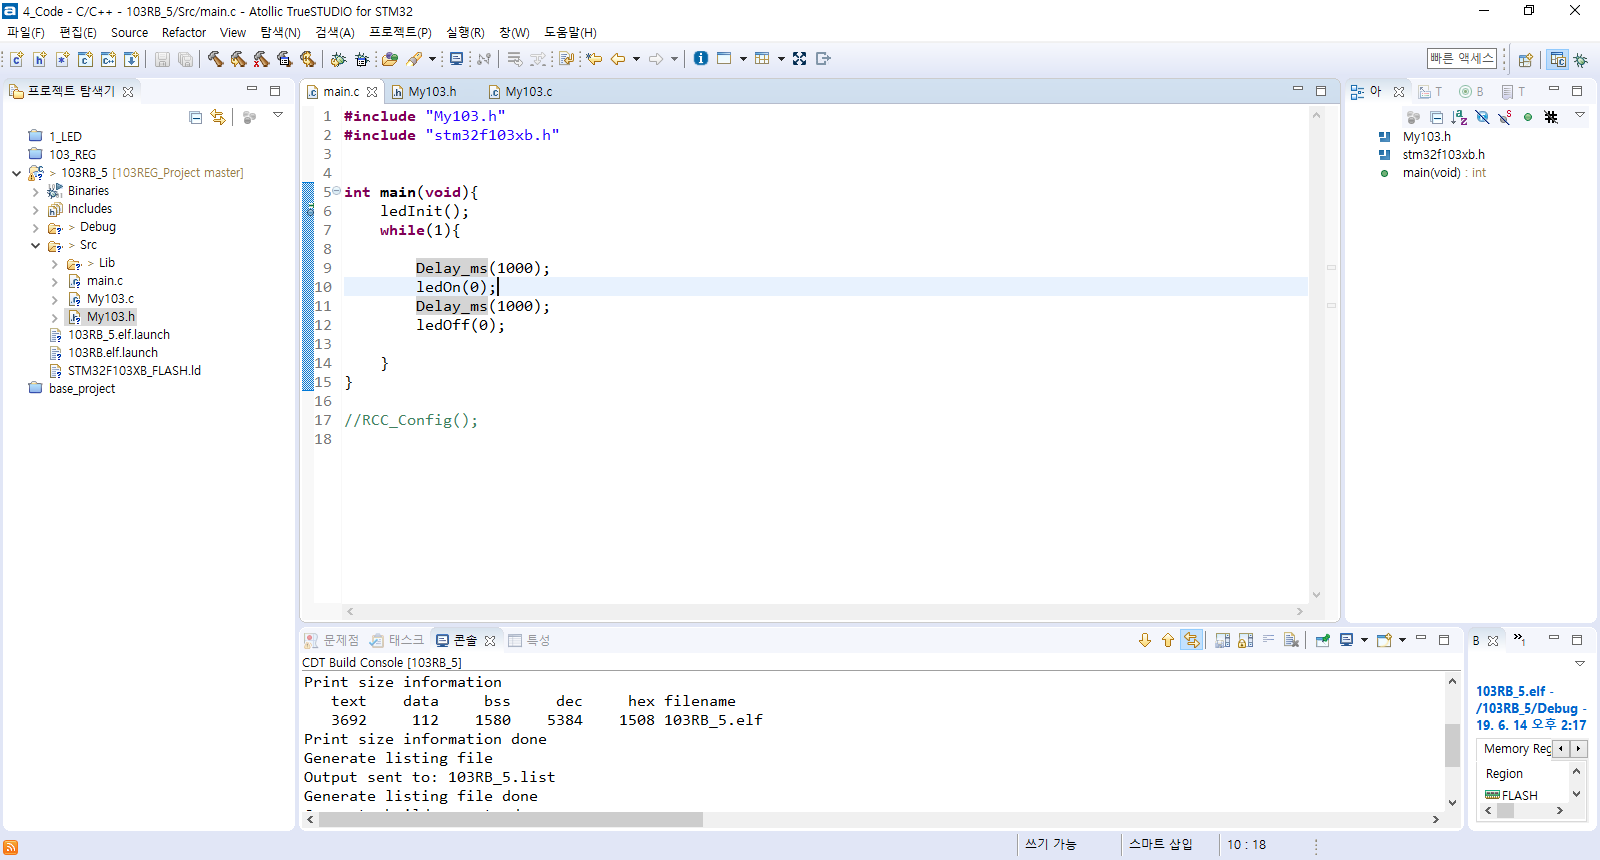 4_Code - C/C++ - 103RB_5/Src/main.c - Atollic TrueSTUDIO for STM32
파일(F) 편집(E) Source Refactor View 탐색(N) 검색(A) 프로젝트(P) 실행(R) 창(W) 도움말(H)
빠른 액세스
프로젝트 탐색기
1_LED
103_REG
> 103RB_5 [103REG_Project master]
Binaries
Includes
> Debug
> Src
> Lib
main.c
My103.c
My103.h
103RB_5.elf.launch
103RB.elf.launch
STM32F103XB_FLASH.ld
base_project
main.c My103.h My103.c
1 #include "My103.h"
2 #include "stm32f103xb.h"
3
4
5 int main(void){
6 ledInit();
7 while(1){
8
9 Delay_ms(1000);
10 ledOn(0);
11 Delay_ms(1000);
12 ledOff(0);
13
14 }
15 }
16
17 //RCC_Config();
18
아 T B T
My103.h
stm32f103xb.h
main(void) : int
문제점 태스크 콘솔 특성
CDT Build Console [103RB_5]
Print size information
text data bss dec hex filename
3692 112 1580 5384 1508 103RB_5.elf
Print size information done
Generate listing file
Output sent to: 103RB_5.list
Generate listing file done
B »1
103RB_5.elf -
/103RB_5/Debug -
19. 6. 14 오후 2:17
Memory Reg
Region
FLASH
쓰기 가능 스마트 삽입 10 : 18